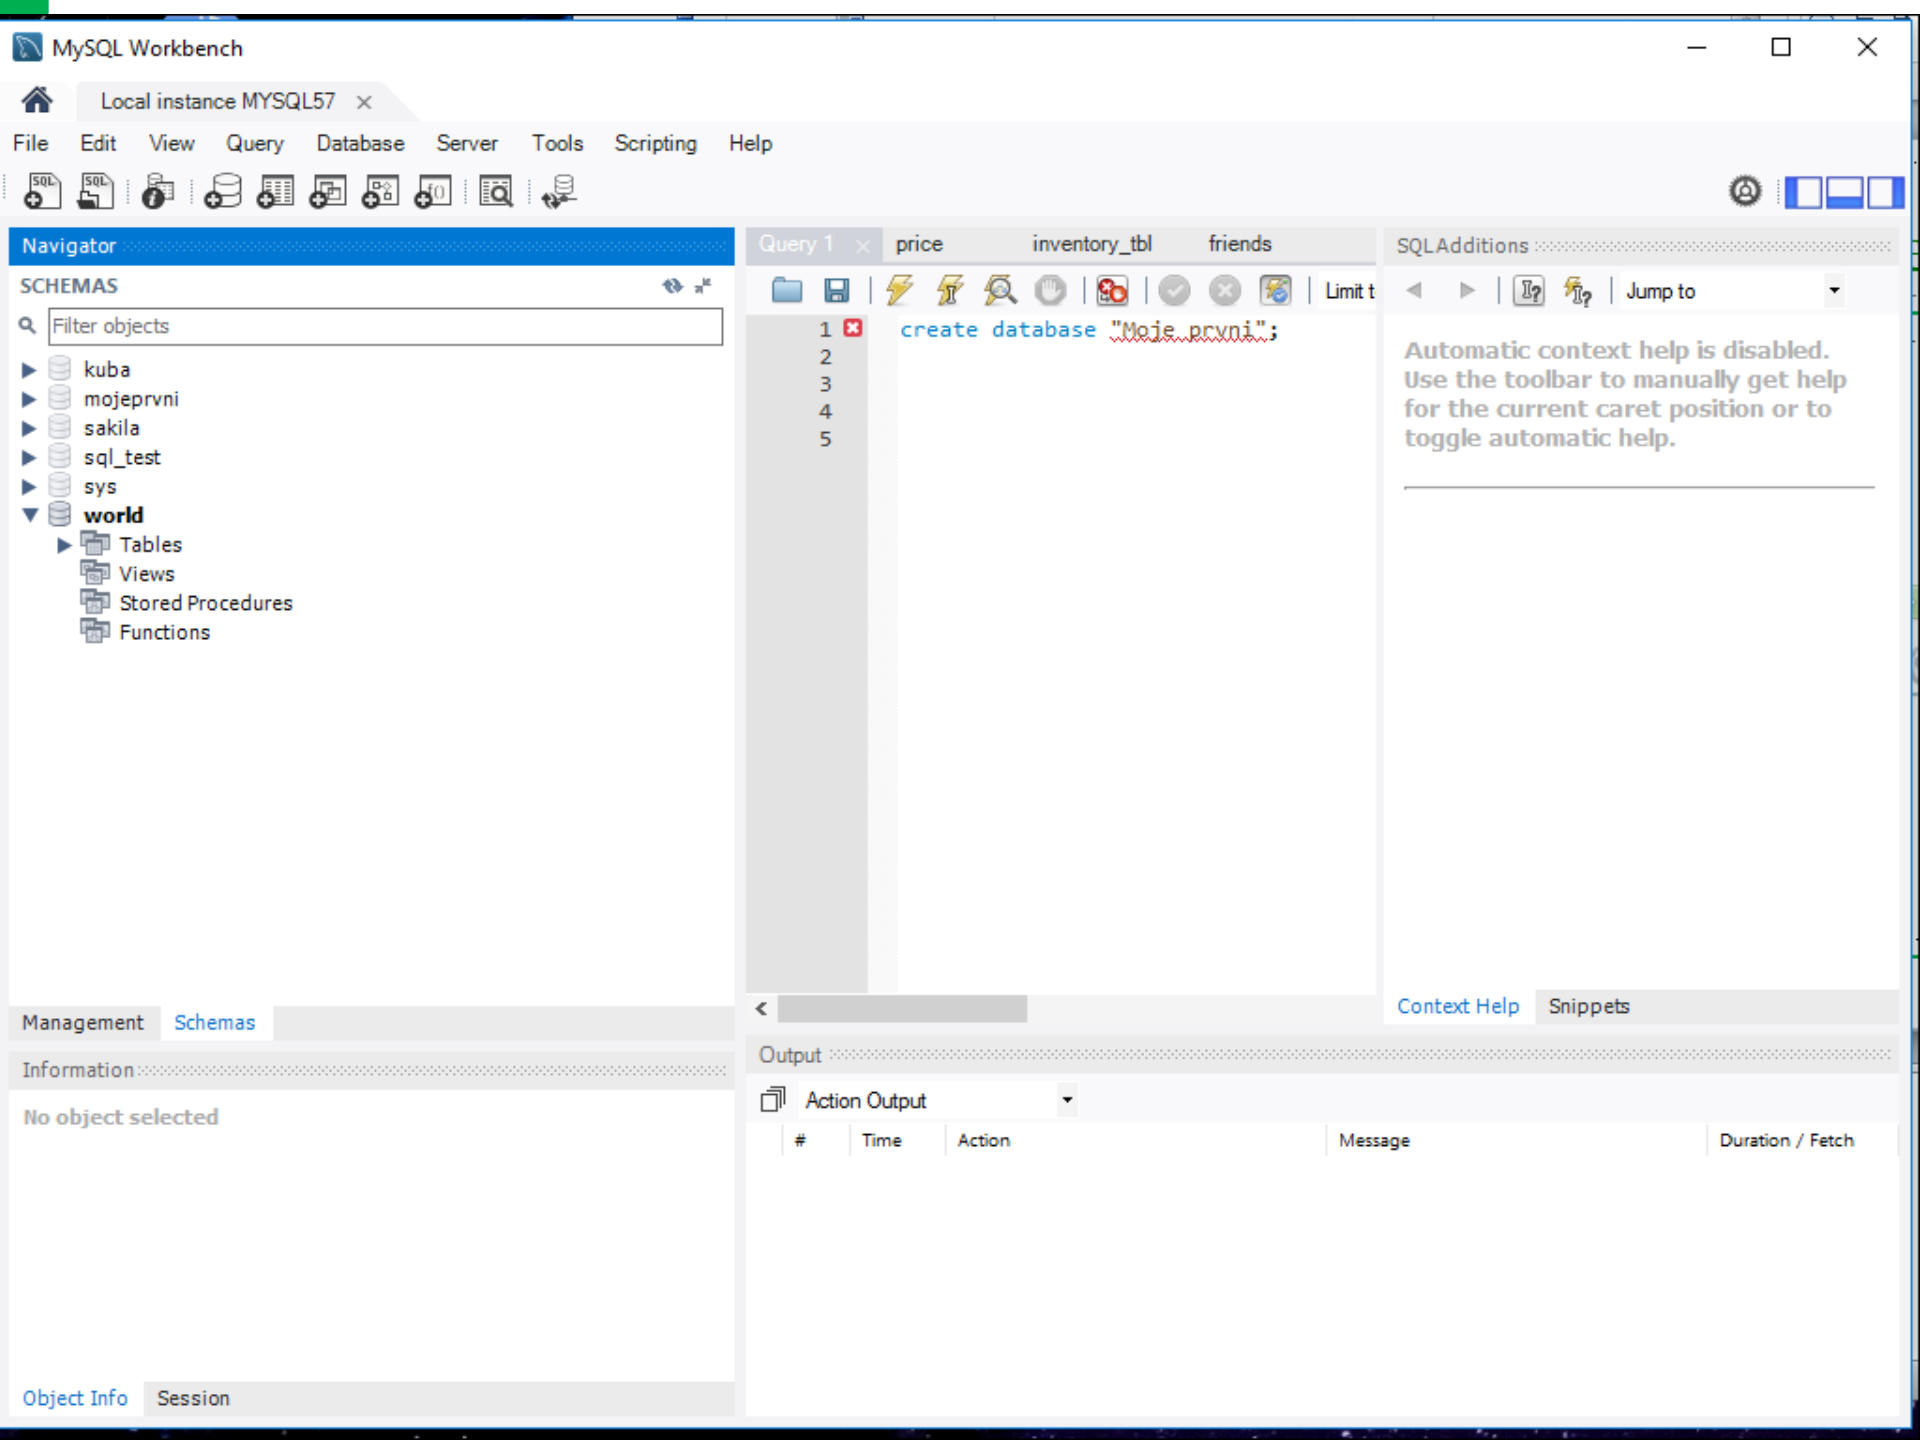 MySQL Workbench
Local instance MYSQL57
File Edit View Query Database Server Tools Scripting Help
Navigator
SCHEMAS
Filter objects
kuba
mojeprvni
sakila
sql_test
sys
world
Tables
Views
Stored Procedures
Functions
Management Schemas
Information
No object selected
Object Info Session
Query 1 price inventory_tbl friends
Limit t
1 create database "Moje prvni";
2
3
4
5
SQLAdditions
Jump to
Automatic context help is disabled.
Use the toolbar to manually get help
for the current caret position or to
toggle automatic help.
Context Help Snippets
Output
Action Output
# Time Action Message Duration / Fetch